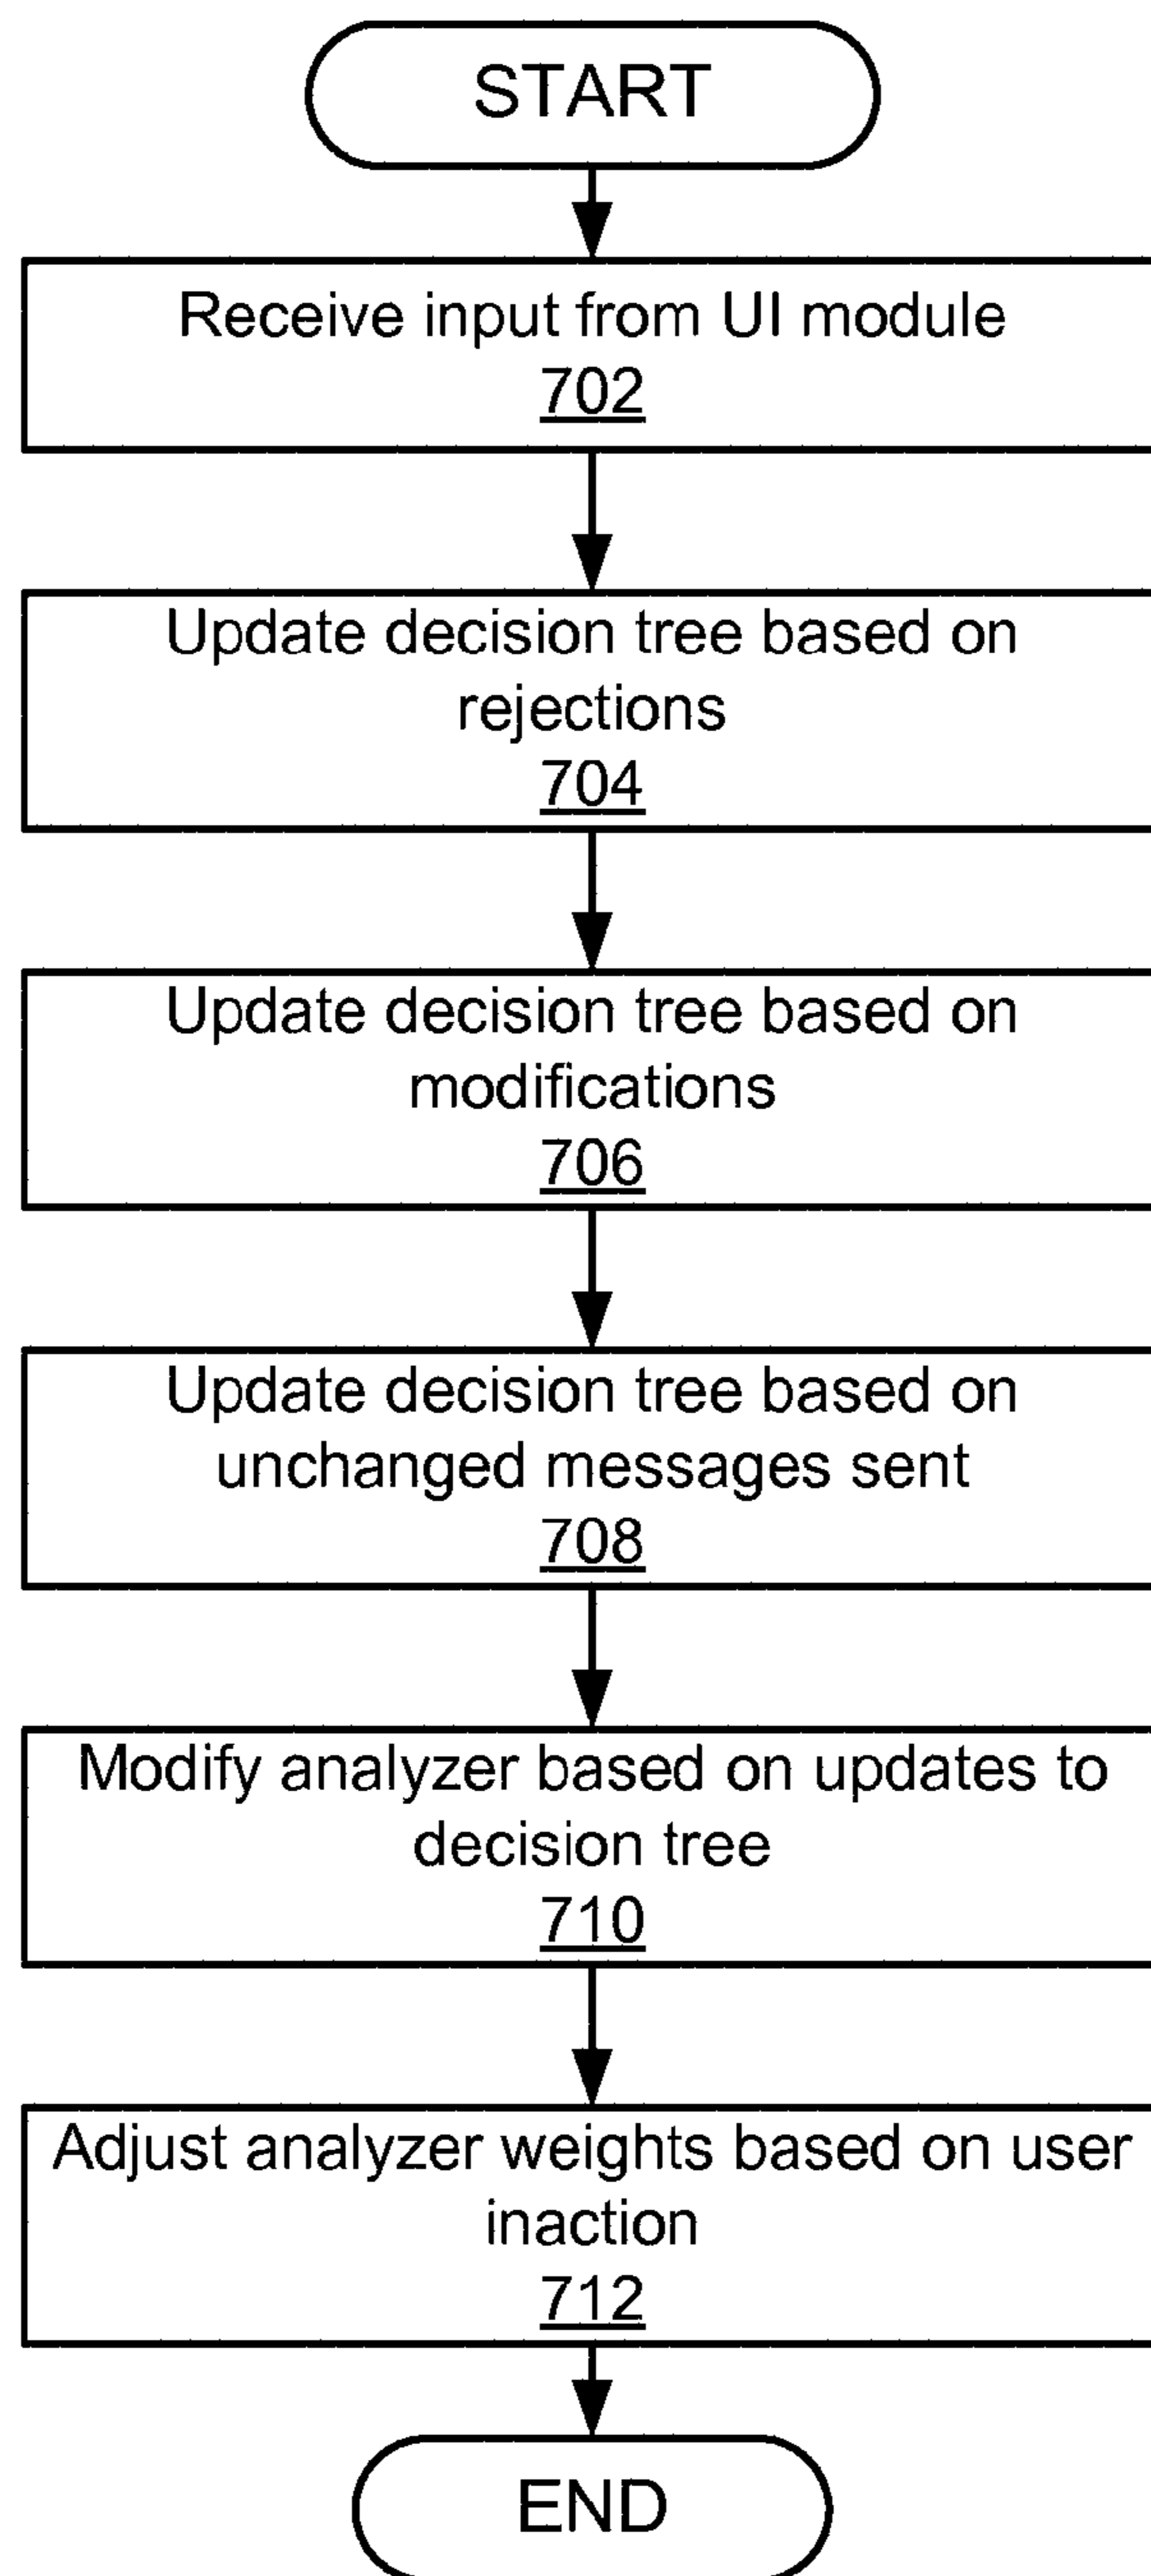 START
Receive input from UI module
702
Update decision tree based on
rejections
704
Update decision tree based on
modifications
706
Update decision tree based on
unchanged messages sent
708
Modify analyzer based on updates to
decision tree
710
Adjust analyzer weights based on user
inaction
712
END